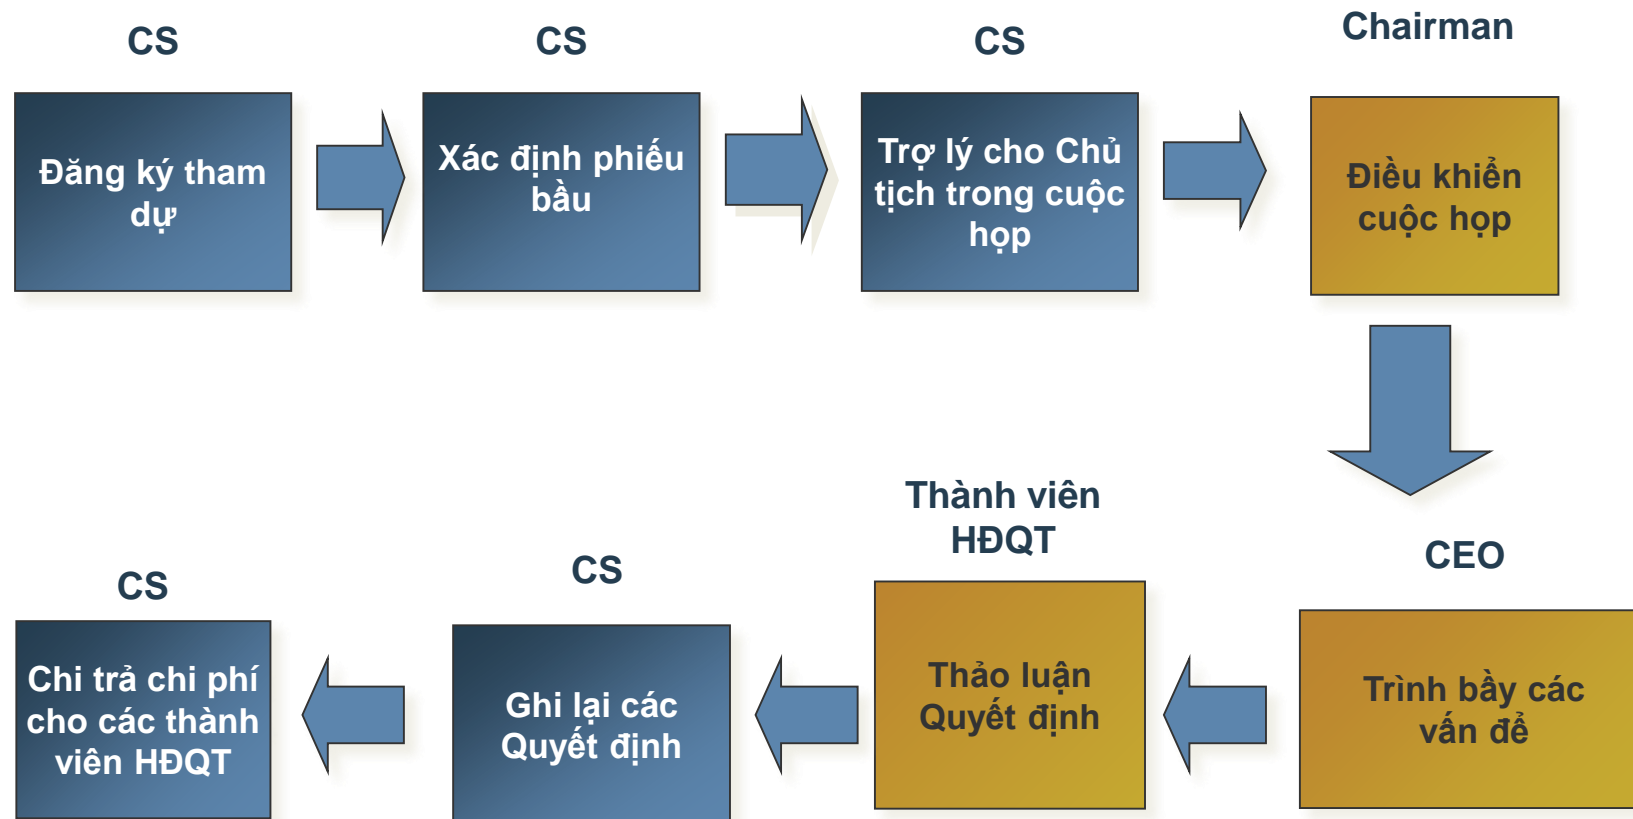 CS
Đăng ký tham
dự
CS
Xác định phiếu
bầu
CS
Trợ lý cho Chủ
tịch trong cuộc
họp
Chairman
Điều khiển
cuộc họp
CEO
Trình bầy các
vấn để
Thành viên
HĐQT
Thảo luận
Quyết định
CS
Ghi lại các
Quyết định
CS
Chi trả chi phí
cho các thành
viên HĐQT